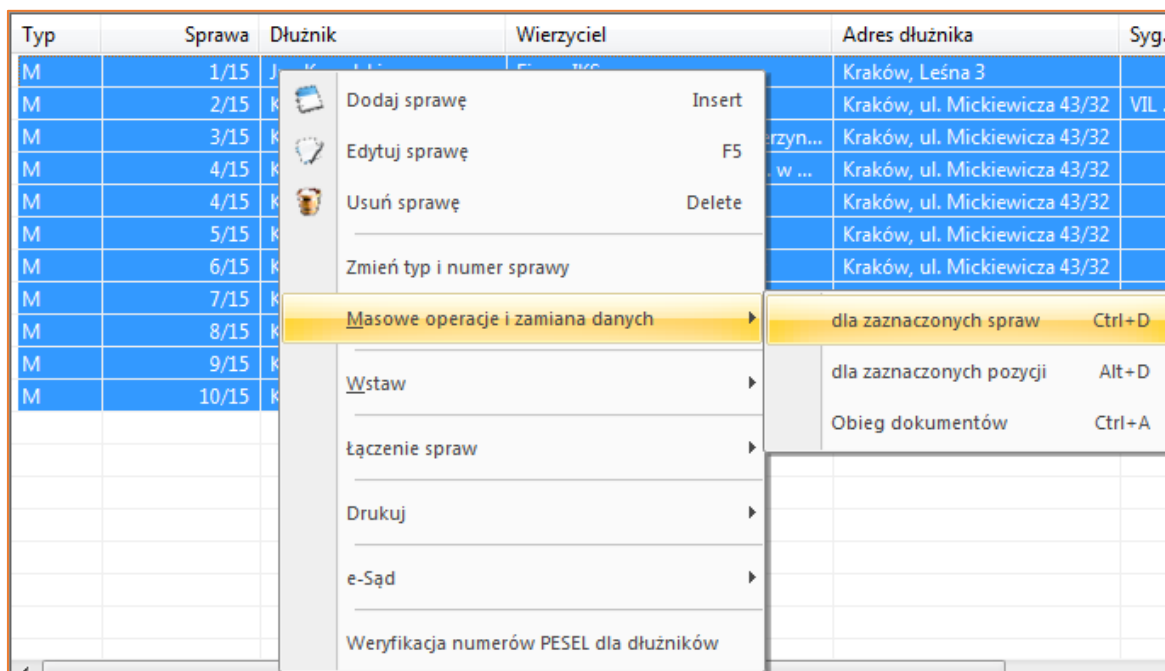 Typ Sprawa Dłużnik Wierzyciel Adres dłużnika Syg.
M 1/15 Kraków, Leśna 3
M 2/15 K Kraków, ul. Mickiewicza 43/32 VIL
M 3/15 K erzyn... Kraków, ul. Mickiewicza 43/32
M 4/15 K . w ... Kraków, ul. Mickiewicza 43/32
M 4/15 K Kraków, ul. Mickiewicza 43/32
M 5/15 K Kraków, ul. Mickiewicza 43/32
M 6/15 K Kraków, ul. Mickiewicza 43/32
M 7/15 K
M 8/15 K
M 9/15 K
M 10/15 K
Dodaj sprawę Insert
Edytuj sprawę F5
Usuń sprawę Delete
Zmień typ i numer sprawy
Masowe operacje i zamiana danych
Wstaw
Łączenie spraw
Drukuj
e-Sąd
Weryfikacja numerów PESEL dla dłużników
dla zaznaczonych spraw Ctrl+D
dla zaznaczonych pozycji Alt+D
Obieg dokumentów Ctrl+A